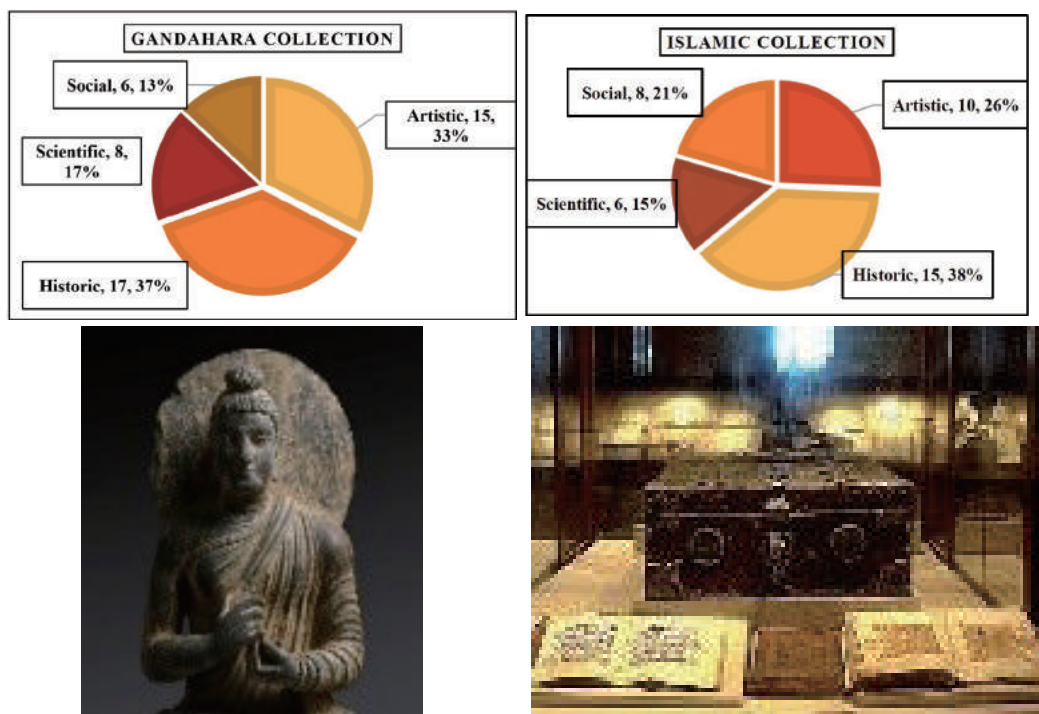 GANDAHARA COLLECTION
Social, 6, 13%
Artistic, 15,
33%
Scientific, 8,
17%
Historic, 17, 37%
ISLAMIC COLLECTION
Social, 8, 21%
Artistic, 10, 26%
Scientific, 6, 15%
Historic, 15, 38%